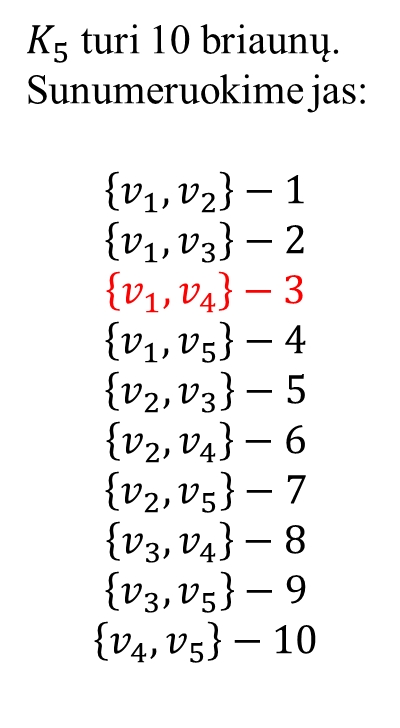 K₅ turi 10 briaunų.
Sunumeruokime jas:
{v₁, v₂} − 1
{v₁, v₃} − 2
{v₁, v₄} − 3
{v₁, v₅} − 4
{v₂, v₃} − 5
{v₂, v₄} − 6
{v₂, v₅} − 7
{v₃, v₄} − 8
{v₃, v₅} − 9
{v₄, v₅} − 10